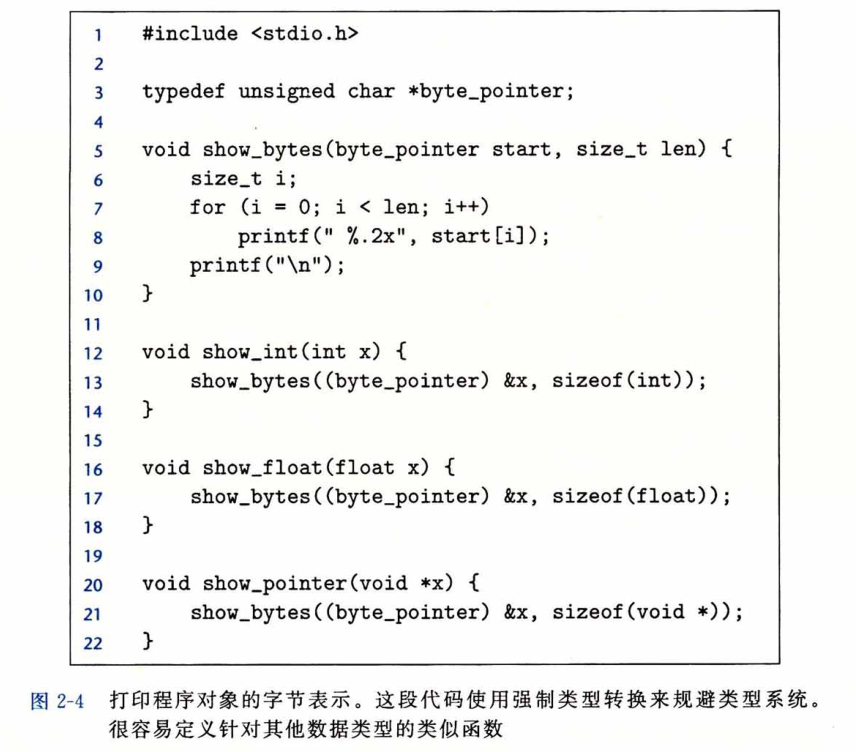 1 #include <stdio.h>
2
3 typedef unsigned char *byte_pointer;
4
5 void show_bytes(byte_pointer start, size_t len) {
6     size_t i;
7     for (i = 0; i < len; i++)
8         printf(" %.2x", start[i]);
9     printf("\n");
10 }
11
12 void show_int(int x) {
13     show_bytes((byte_pointer) &x, sizeof(int));
14 }
15
16 void show_float(float x) {
17     show_bytes((byte_pointer) &x, sizeof(float));
18 }
19
20 void show_pointer(void *x) {
21     show_bytes((byte_pointer) &x, sizeof(void *));
22 }
图 2-4 打印程序对象的字节表示。这段代码使用强制类型转换来规避类型系统。
很容易定义针对其他数据类型的类似函数